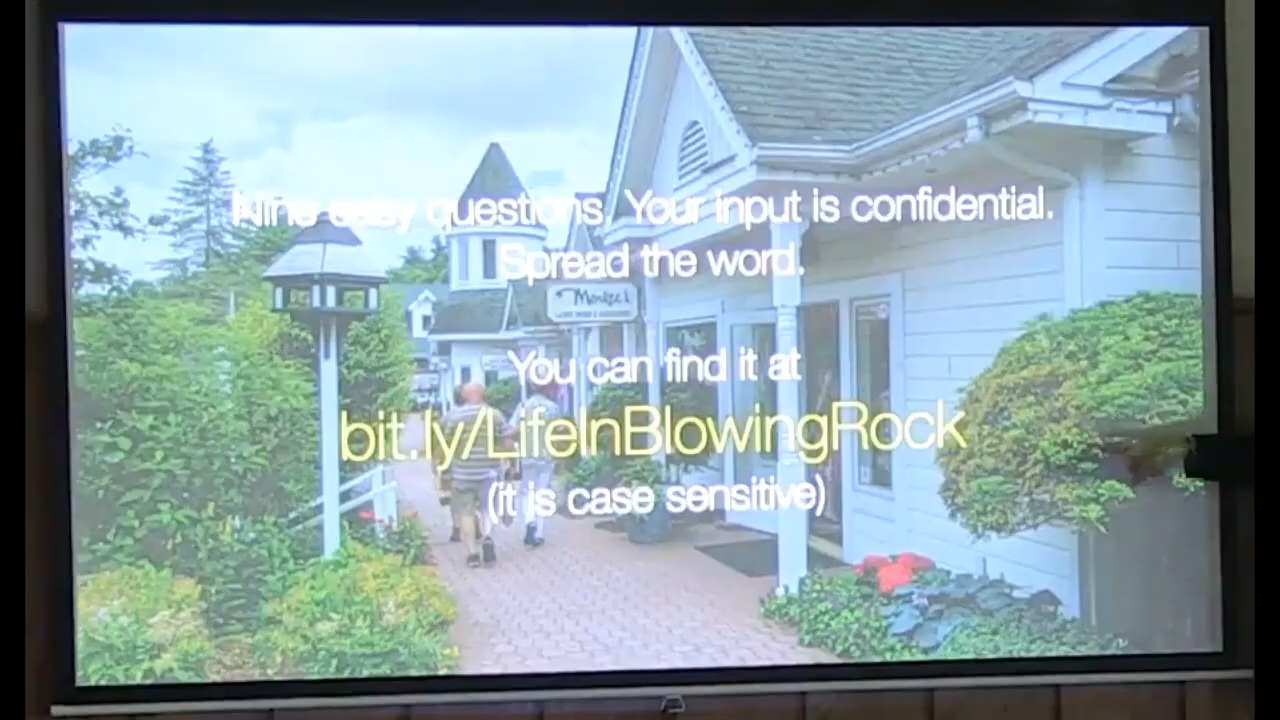 Nine easy questions. Your input is confidential.
Spread the word.
You can find it at
bit.ly/LifeInBlowingRock
(it is case sensitive)